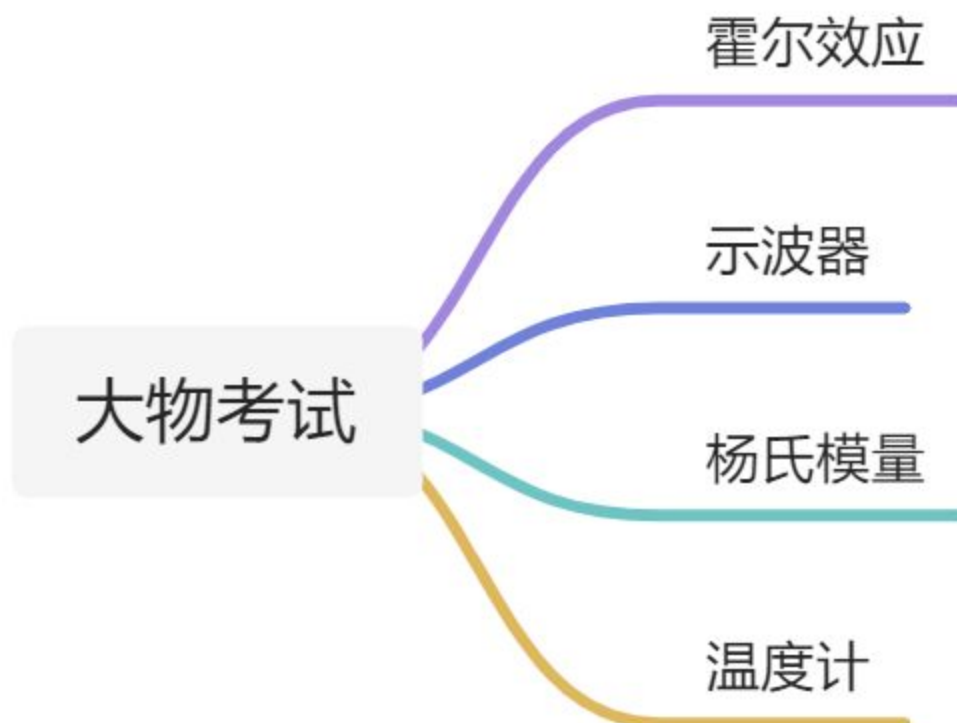 霍尔效应
示波器
大物考试
杨氏模量
温度计